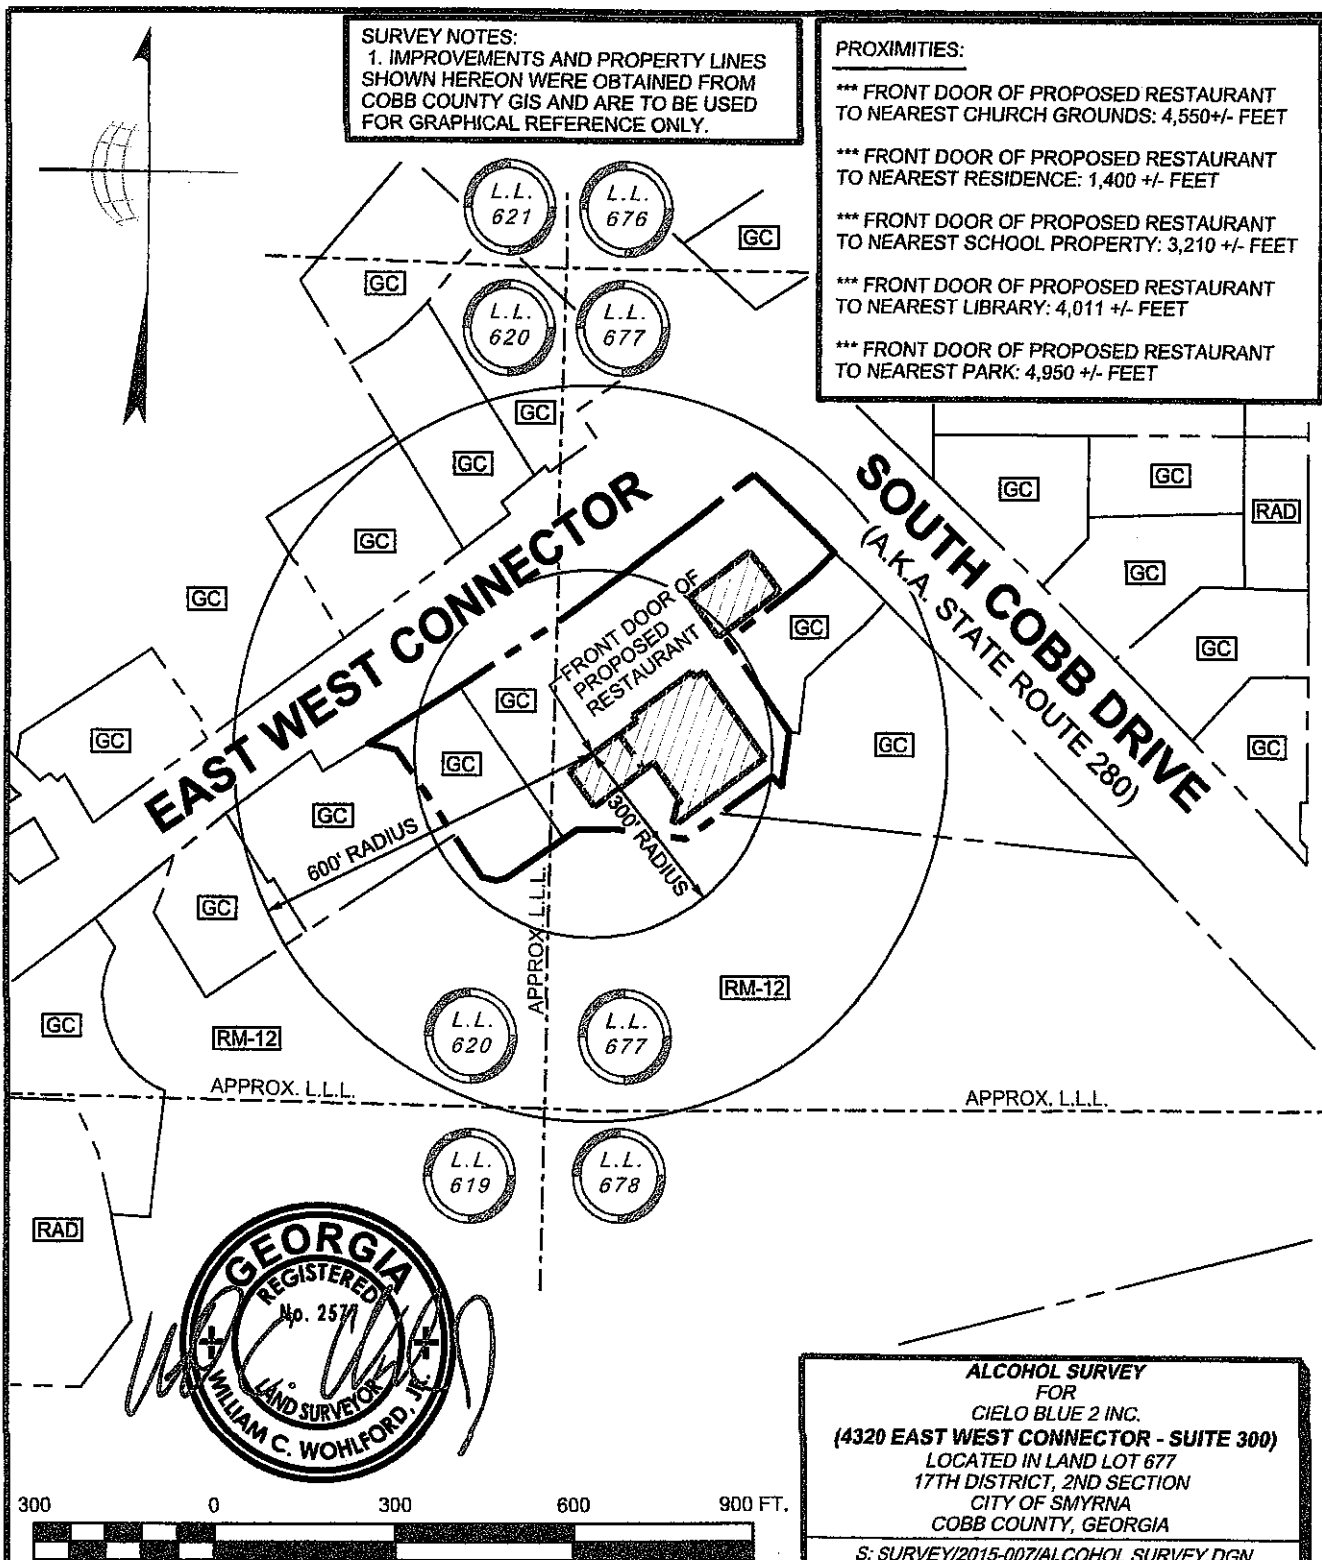 SURVEY NOTES:
1. IMPROVEMENTS AND PROPERTY LINES
SHOWN HEREON WERE OBTAINED FROM
COBB COUNTY GIS AND ARE TO BE USED
FOR GRAPHICAL REFERENCE ONLY.
PROXIMITIES:
*** FRONT DOOR OF PROPOSED RESTAURANT
TO NEAREST CHURCH GROUNDS: 4,550+/- FEET
*** FRONT DOOR OF PROPOSED RESTAURANT
TO NEAREST RESIDENCE: 1,400 +/- FEET
*** FRONT DOOR OF PROPOSED RESTAURANT
TO NEAREST SCHOOL PROPERTY: 3,210 +/- FEET
*** FRONT DOOR OF PROPOSED RESTAURANT
TO NEAREST LIBRARY: 4,011 +/- FEET
*** FRONT DOOR OF PROPOSED RESTAURANT
TO NEAREST PARK: 4,950 +/- FEET
L.L.
621
L.L.
676
GC
GC
L.L.
620
L.L.
677
GC
GC
GC
GC
GC
GC
RAD
GC
GC
GC
GC
GC
GC
GC
GC
GC
GC
GC
GC
EAST WEST CONNECTOR
SOUTH COBB DRIVE
(A.K.A. STATE ROUTE 280)
FRONT DOOR OF
PROPOSED
RESTAURANT
600' RADIUS
300' RADIUS
APPROX. L.L.L.
RM-12
GC
RM-12
L.L.
620
L.L.
677
APPROX. L.L.L.
APPROX. L.L.L.
L.L.
619
L.L.
678
RAD
GEORGIA
REGISTERED
No.
LAND SURVEYOR
WILLIAM C. WOHLFORD, JR.
300 0 300 600 900 FT.
ALCOHOL SURVEY
FOR
CIELO BLUE 2 INC.
(4320 EAST WEST CONNECTOR - SUITE 300)
LOCATED IN LAND LOT 677
17TH DISTRICT, 2ND SECTION
CITY OF SMYRNA
COBB COUNTY, GEORGIA
S: SURVEY/2015-007/ALCOHOL SURVEY.DGN